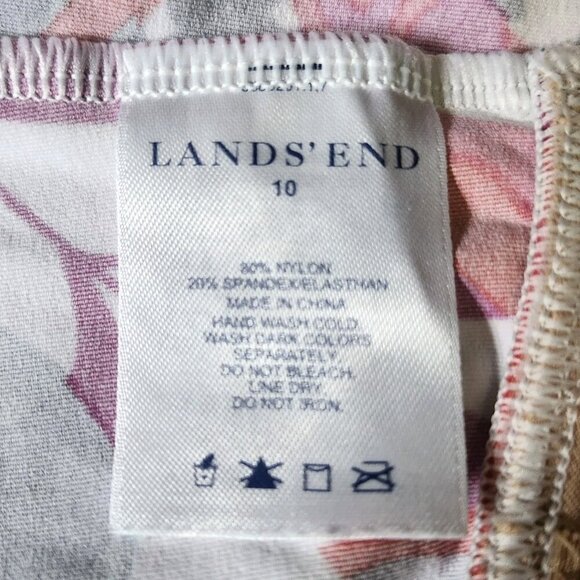 LANDS' END
10
80% NYLON
20% SPANDEX/ELASTHAN
MADE IN CHINA
HAND WASH COLD
WASH DARK COLORS
SEPARATELY.
DO NOT BLEACH.
LINE DRY
DO NOT IRON.